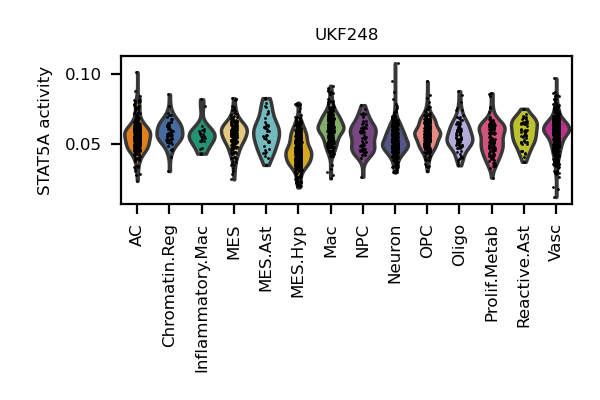 UKF248
STAT5A activity
0.10
0.05
AC
Chromatin.Reg
Inflammatory.Mac
MES
MES.Ast
MES.Hyp
Mac
NPC
Neuron
OPC
Oligo
Prolif.Metab
Reactive.Ast
Vasc